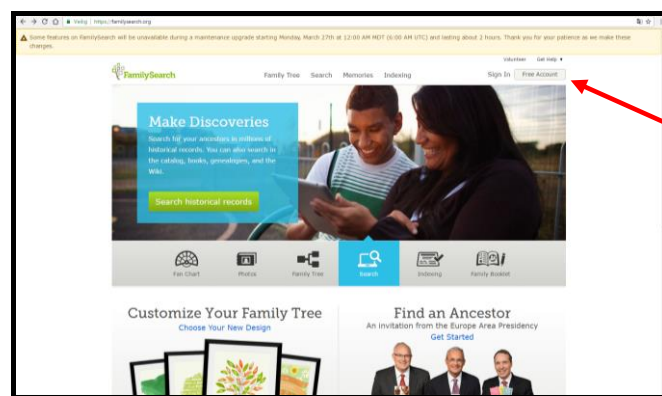 Veilig | https://familysearch.org
Some features on FamilySearch will be unavailable during a maintenance upgrade starting Monday, March 27th at 12:00 AM MDT (6:00 AM UTC) and lasting about 2 hours. Thank you for your patience as we make these
changes.
Volunteer Get Help
FamilySearch Family Tree Search Memories Indexing Sign In Free Account
Make Discoveries
Search for your ancestors in millions of
historical records. You can also search in
the catalog, books, genealogies, and the
Wiki.
Search historical records
Fan Chart Photos Family Tree Search Indexing Family Booklet
Customize Your Family Tree
Choose Your New Design
Find an Ancestor
An invitation from the Europe Area Presidency
Get Started